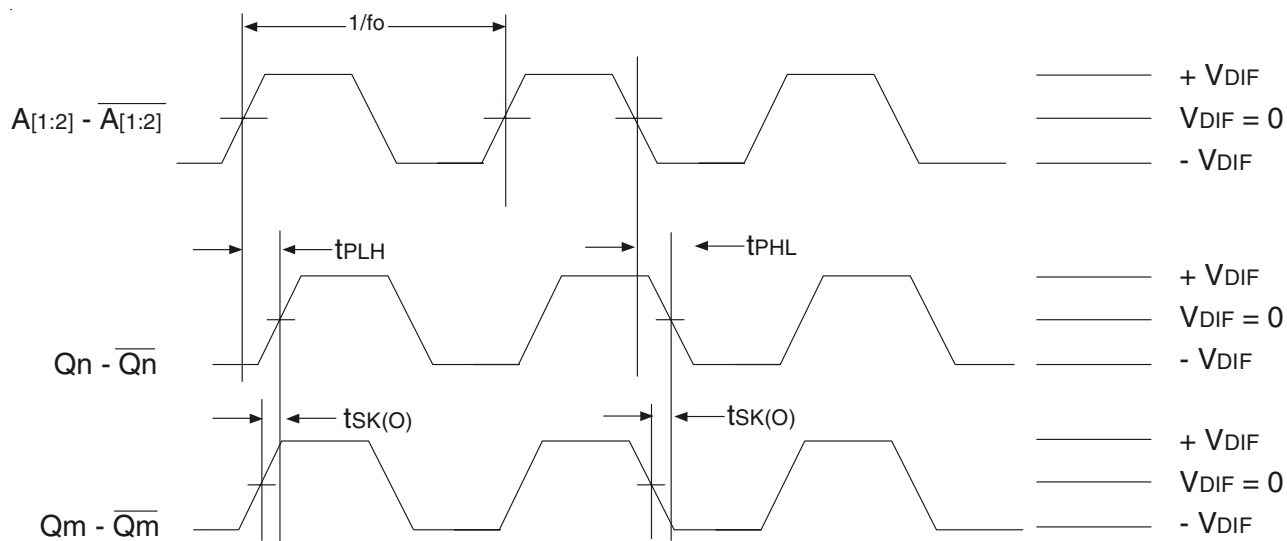 1/fo
+ VDIF
A[1:2] - A[1:2]
VDIF = 0
- VDIF
tPLH
tPHL
+ VDIF
VDIF = 0
Qn - Qn
- VDIF
tSK(O)
tSK(O)
+ VDIF
VDIF = 0
Qm - Qm
- VDIF